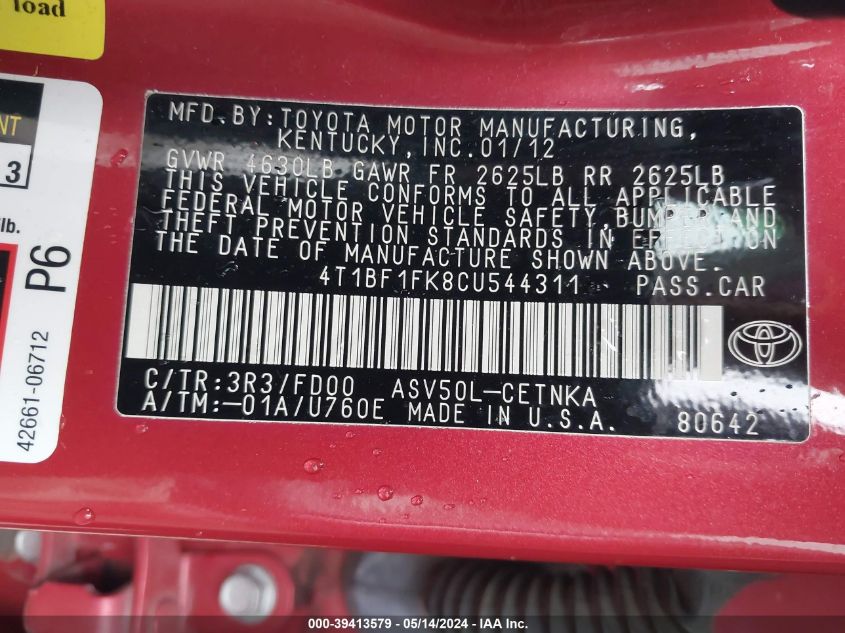 load
NT
3
lb.
P6
42661-06712
MFD.BY:TOYOTA MOTOR MANUFACTURING,
KENTUCKY, INC.01/12
GVWR 4630LB GAWR FR 2625LB RR 2625LB
THIS VEHICLE CONFORMS TO ALL APPLICABLE
FEDERAL MOTOR VEHICLE SAFETY,BUMPER,AND
THEFT PREVENTION STANDARDS IN EFFECT ON
THE DATE OF MANUFACTURE SHOWN ABOVE.
4T1BF1FK8CU544311 PASS.CAR
C/TR:3R3/FD00 ASV50L-CETNKA
A/TM:-01A/U760E MADE IN U.S.A. 80642
000-39413579 - 05/14/2024 - IAA Inc.